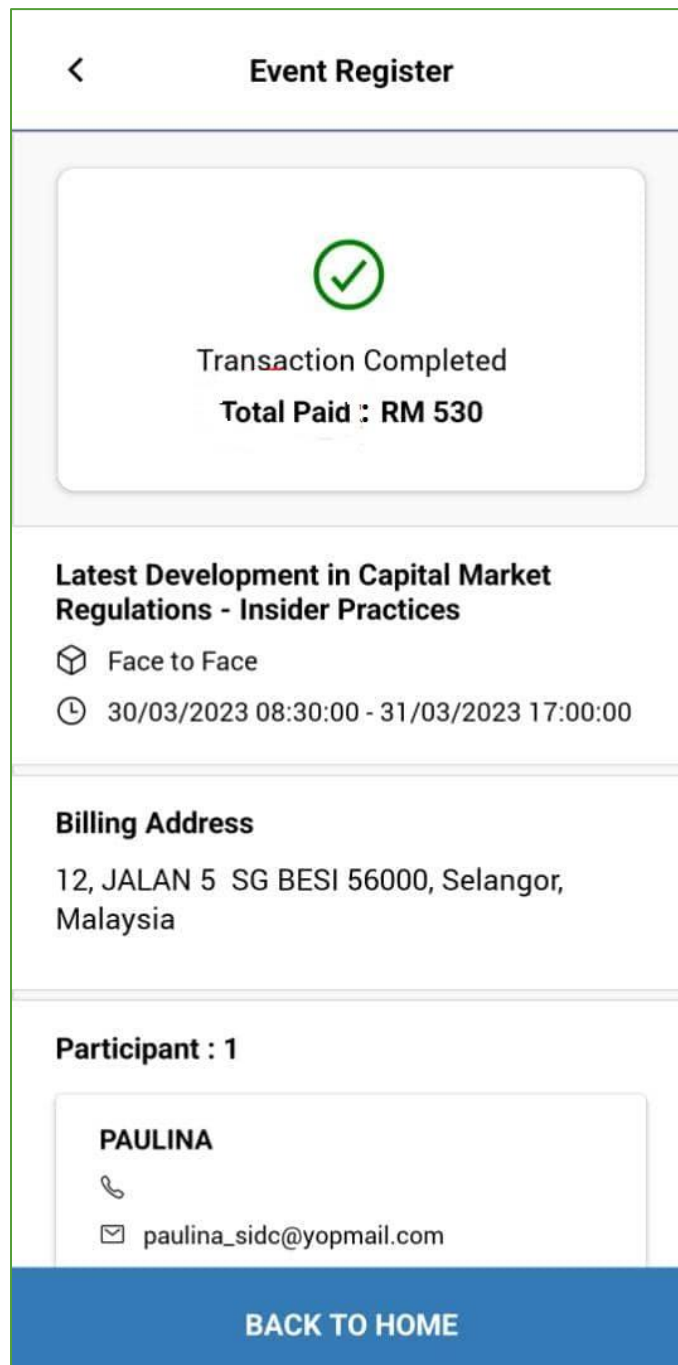 Event Register
Transaction Completed
Total Paid : RM 530
Latest Development in Capital Market
Regulations - Insider Practices
Face to Face
30/03/2023 08:30:00 - 31/03/2023 17:00:00
Billing Address
12, JALAN 5  SG BESI 56000, Selangor,
Malaysia
Participant : 1
PAULINA
paulina_sidc@yopmail.com
BACK TO HOME